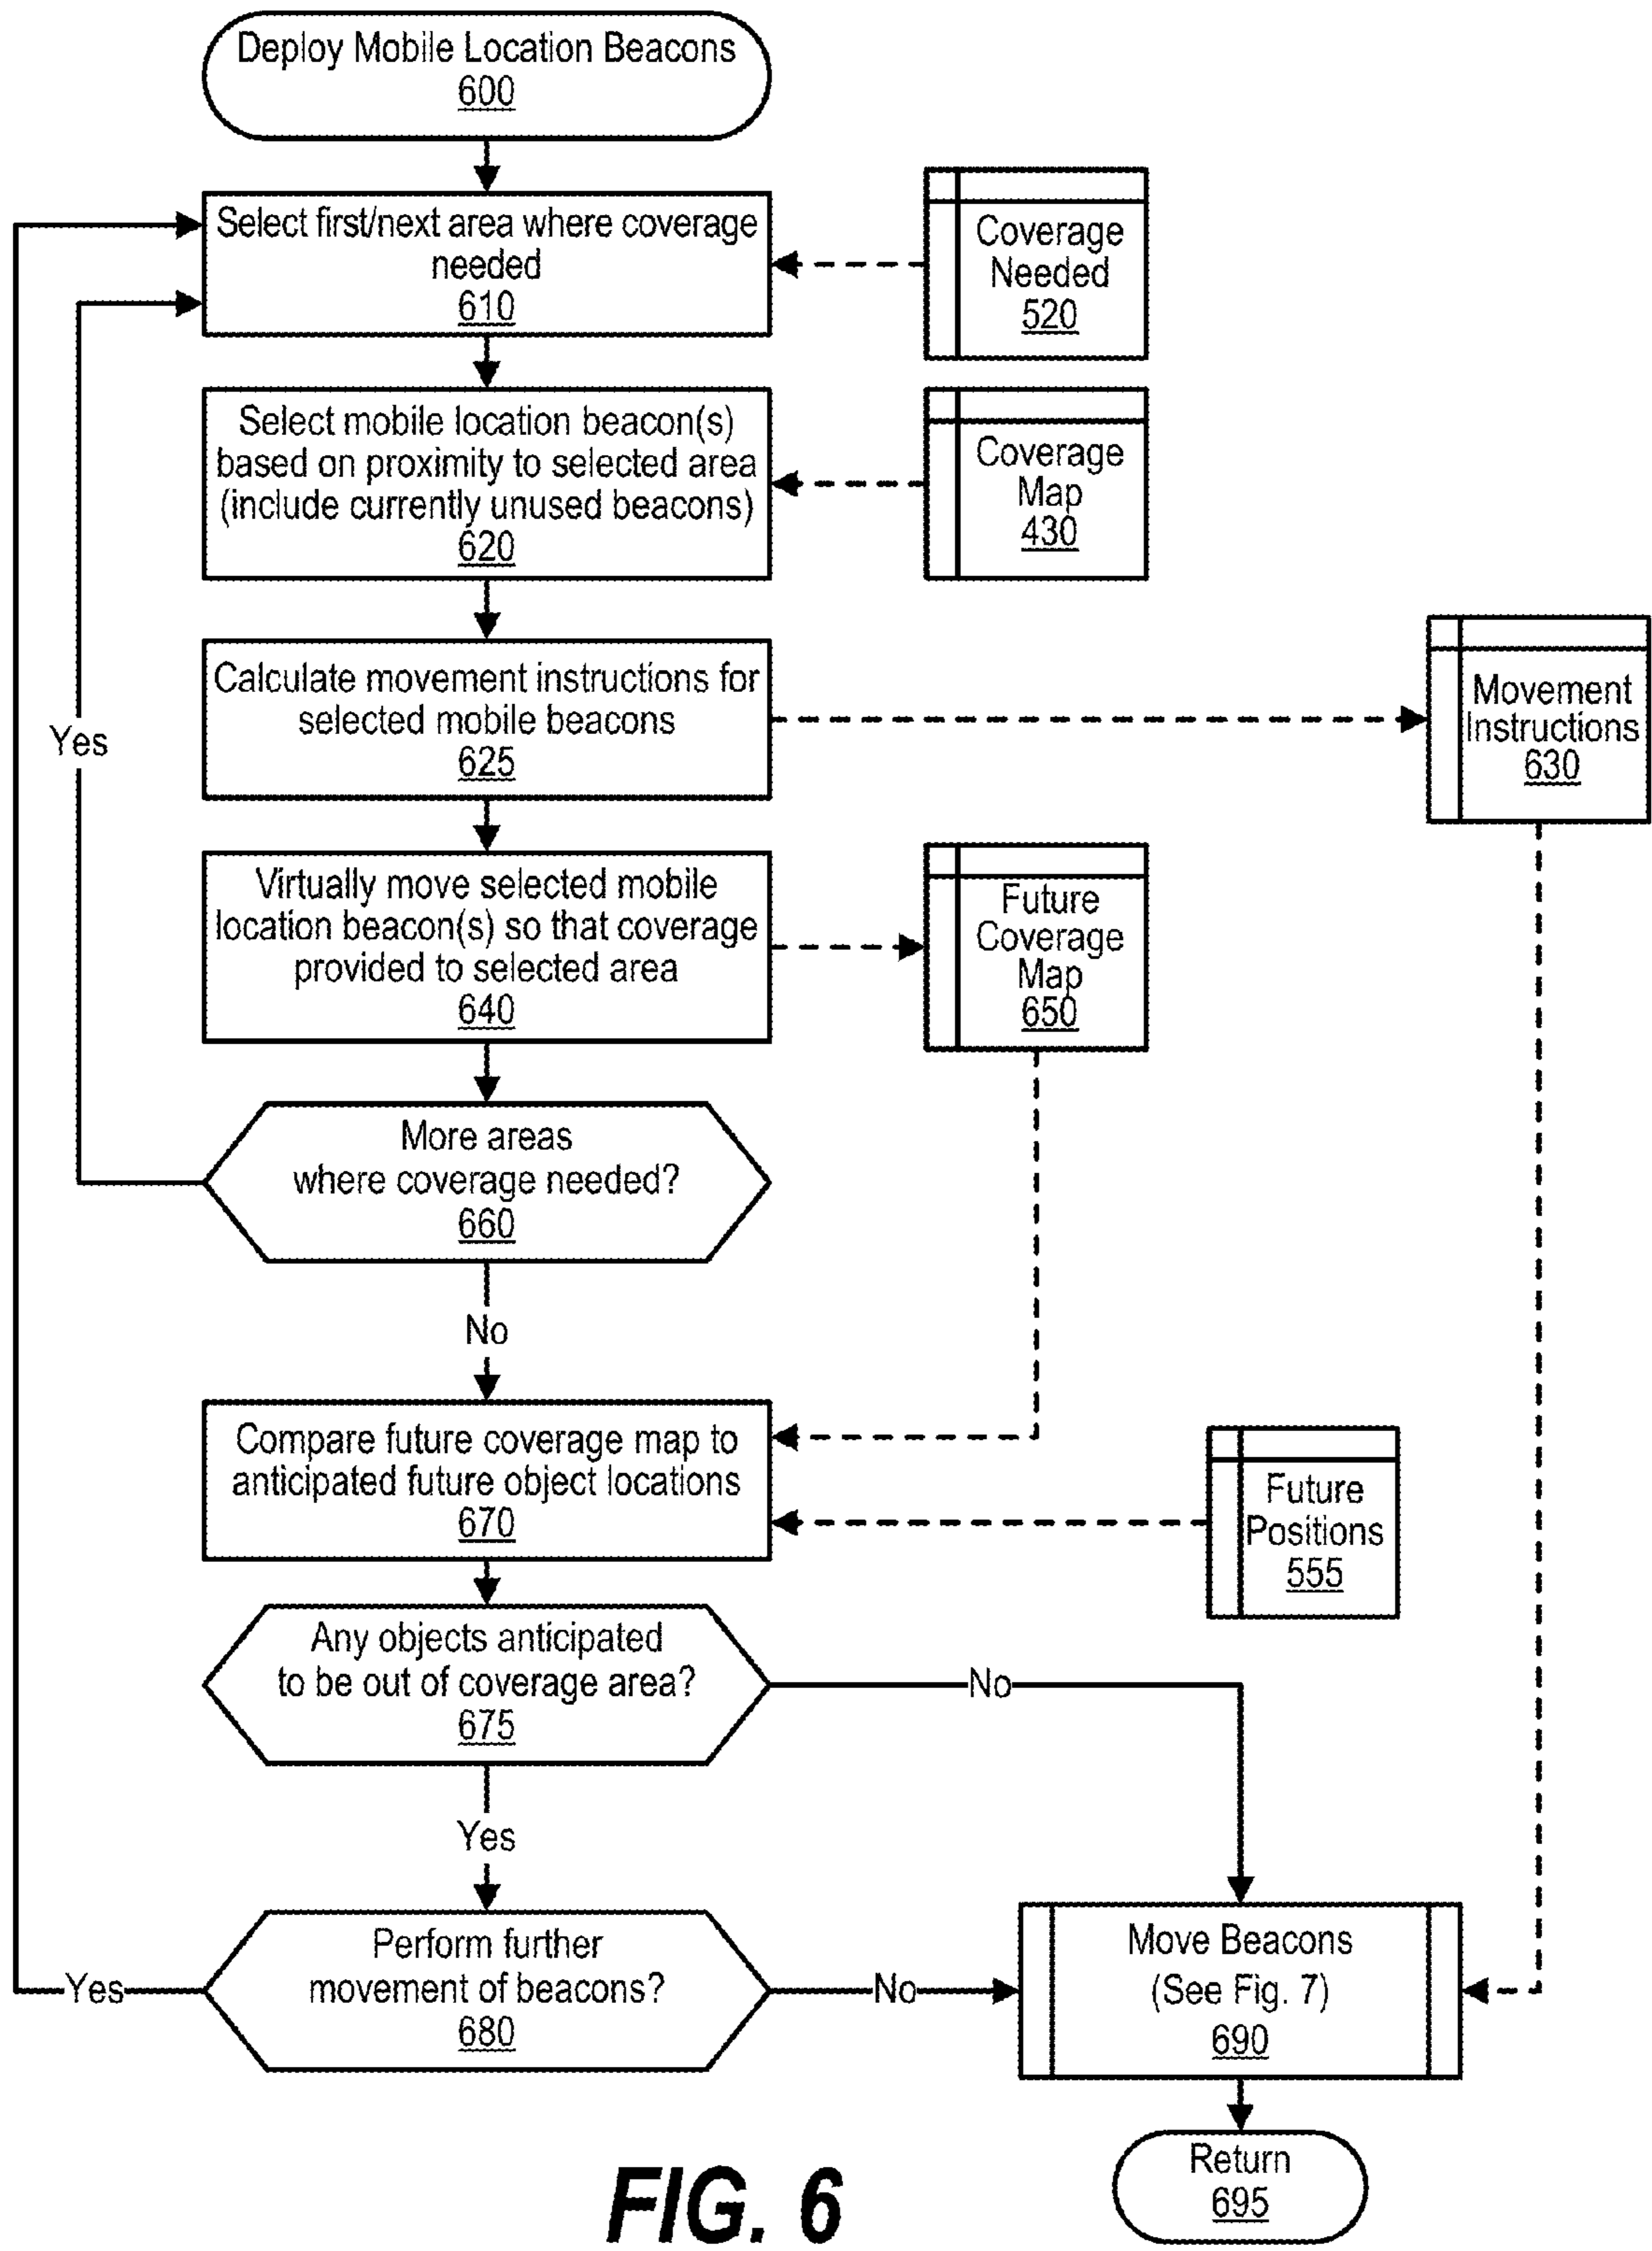 Deploy Mobile Location Beacons
600
Select first/next area where coverage
needed
610
Coverage
Needed
520
Select mobile location beacon(s)
based on proximity to selected area
(include currently unused beacons)
620
Coverage
Map
430
Calculate movement instructions for
selected mobile beacons
625
Movement
Instructions
630
Yes
Virtually move selected mobile
location beacon(s) so that coverage
provided to selected area
640
Future
Coverage
Map
650
More areas
where coverage needed?
660
No
Compare future coverage map to
anticipated future object locations
670
Future
Positions
555
Any objects anticipated
to be out of coverage area?
675
No
Yes
Perform further
movement of beacons?
680
Yes
No
Move Beacons
(See Fig. 7)
690
Return
695
FIG. 6